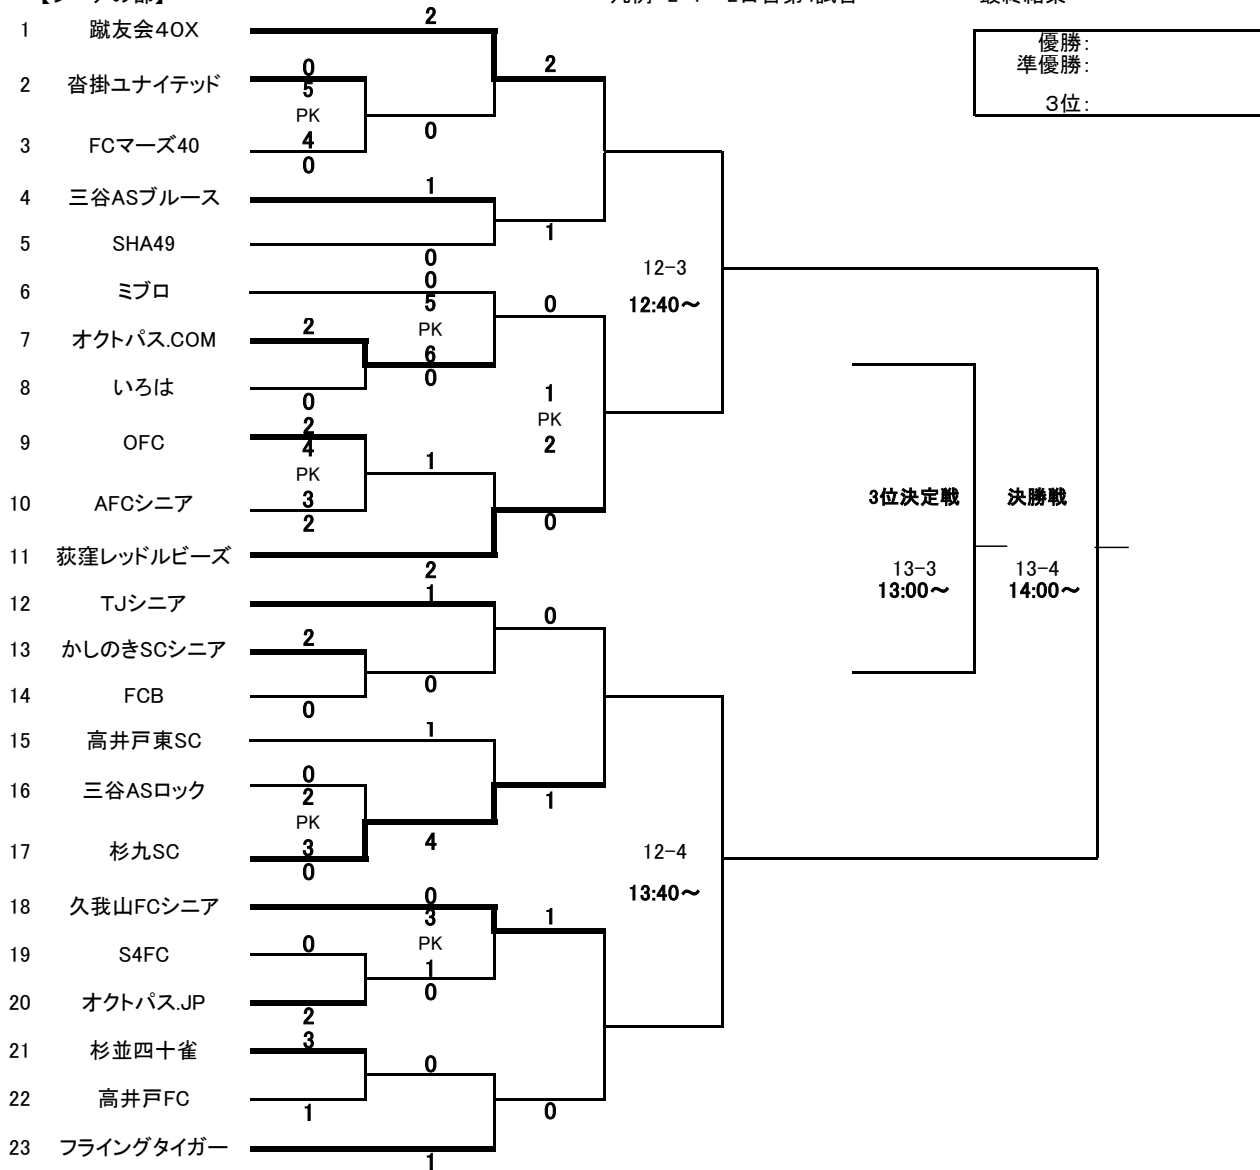 最終結果
1 蹴友会40X
2
優勝:
準優勝:
3位:
2
0
2 沓掛ユナイテッド
5
PK
0
4
3 FCマーズ40
0
1
4 三谷ASブルース
1
5 SHA49
0
12-3
12:40～
0
6 ミブロ
5
0
PK
2
7 オクトパス.COM
6
0
8 いろは
0
1
PK
2
2
9 OFC
4
PK
1
3
10 AFCシニア
2
0
11 荻窪レッドルビーズ
2
3位決定戦
決勝戦
13-3
13:00～
13-4
14:00～
1
12 TJシニア
0
2
13 かしのきSCシニア
0
14 FCB
0
1
15 高井戸東SC
0
16 三谷ASロック
2
1
PK
4
3
17 杉九SC
0
12-4
13:40～
0
18 久我山FCシニア
3
1
PK
0
19 S4FC
1
0
20 オクトパス.JP
2
3
21 杉並四十雀
0
22 高井戸FC
1
0
23 フライングタイガー
1